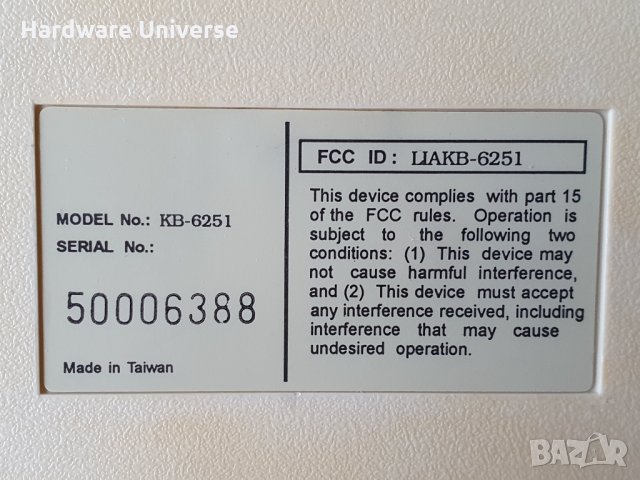 Hardware Universe
MODEL No.: KB-6251
SERIAL No.:
50006388
Made in Taiwan
FCC ID: LIAKB-6251
This device complies with part 15
of the FCC rules. Operation is
subject to the following two
conditions: (1) This device may
not cause harmful interference,
and (2) This device must accept
any interference received, including
interference that may cause
undesired operation.
BAZAR